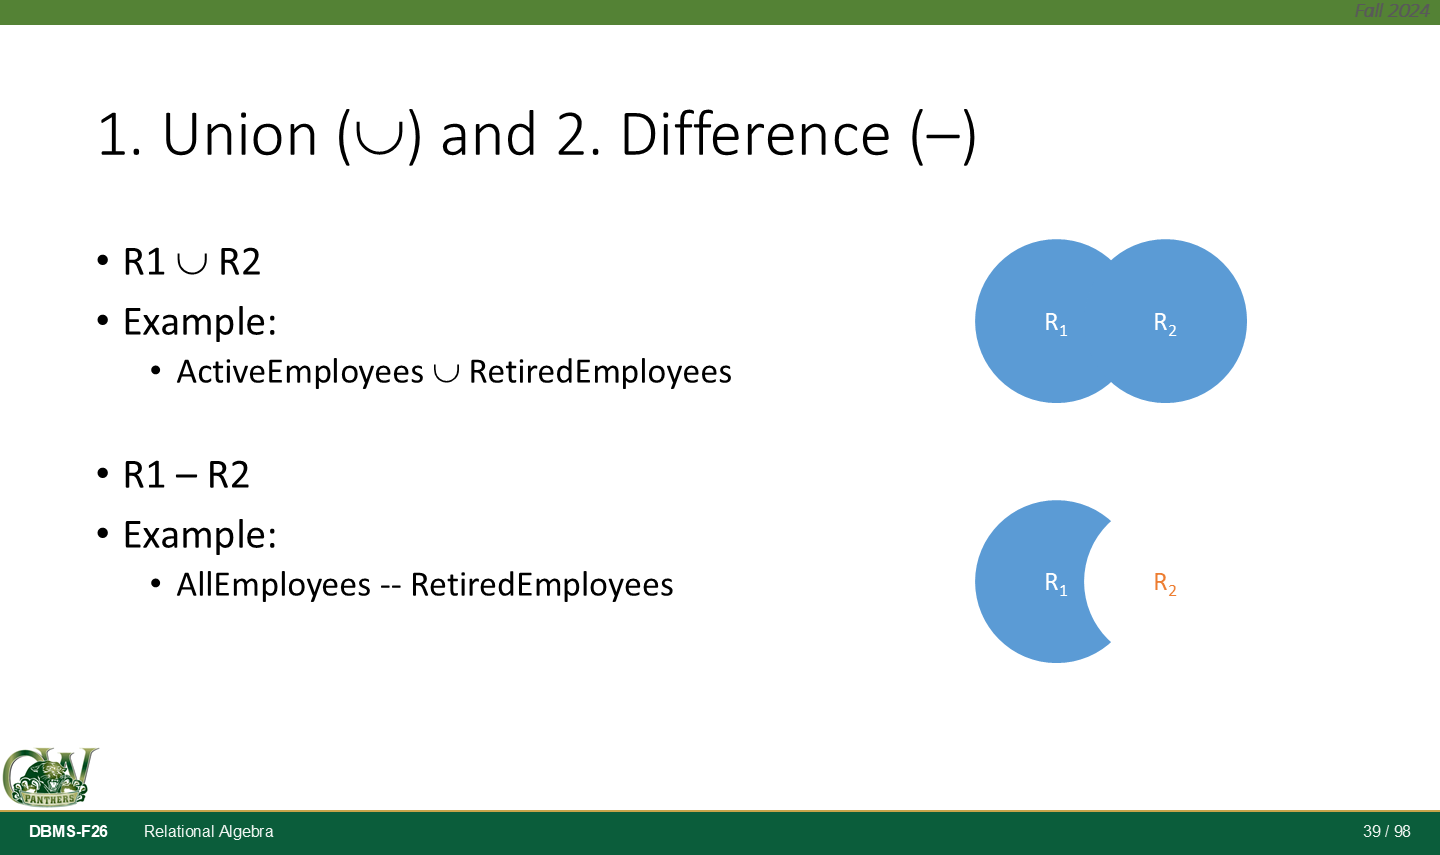 Fall 2024
1. Union (∪) and 2. Difference (–)
• R1 ∪ R2
• Example:
• ActiveEmployees ∪ RetiredEmployees
R1 R2
• R1 – R2
• Example:
• AllEmployees -- RetiredEmployees
R1 R2
OW
PANTHERS
DBMS-F26 Relational Algebra 39 / 98